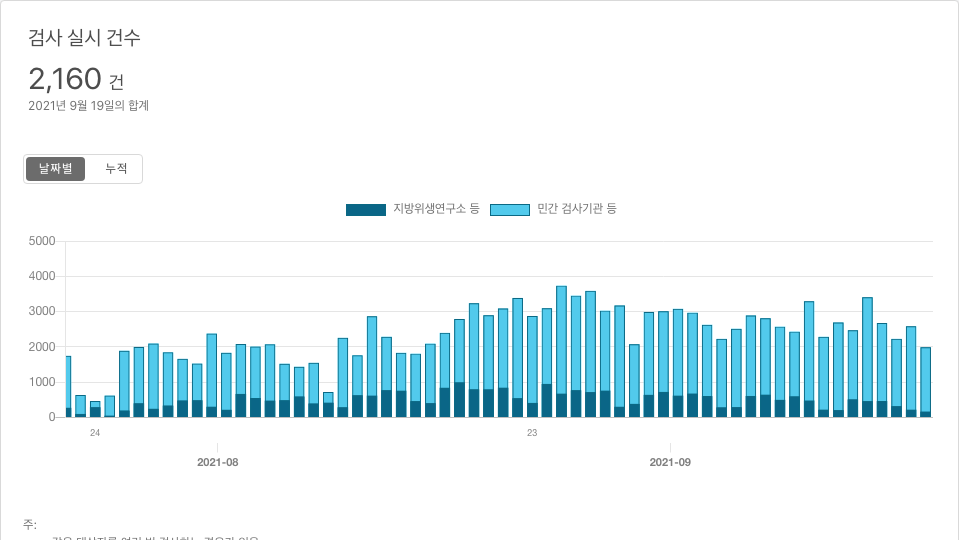 검사 실시 건수
2,160 건
2021년 9월 19일의 합계
날짜별 누적
지방위생연구소 등 민간 검사기관 등
5000
4000
3000
2000
1000
0
24 23
2021-08 2021-09
주: